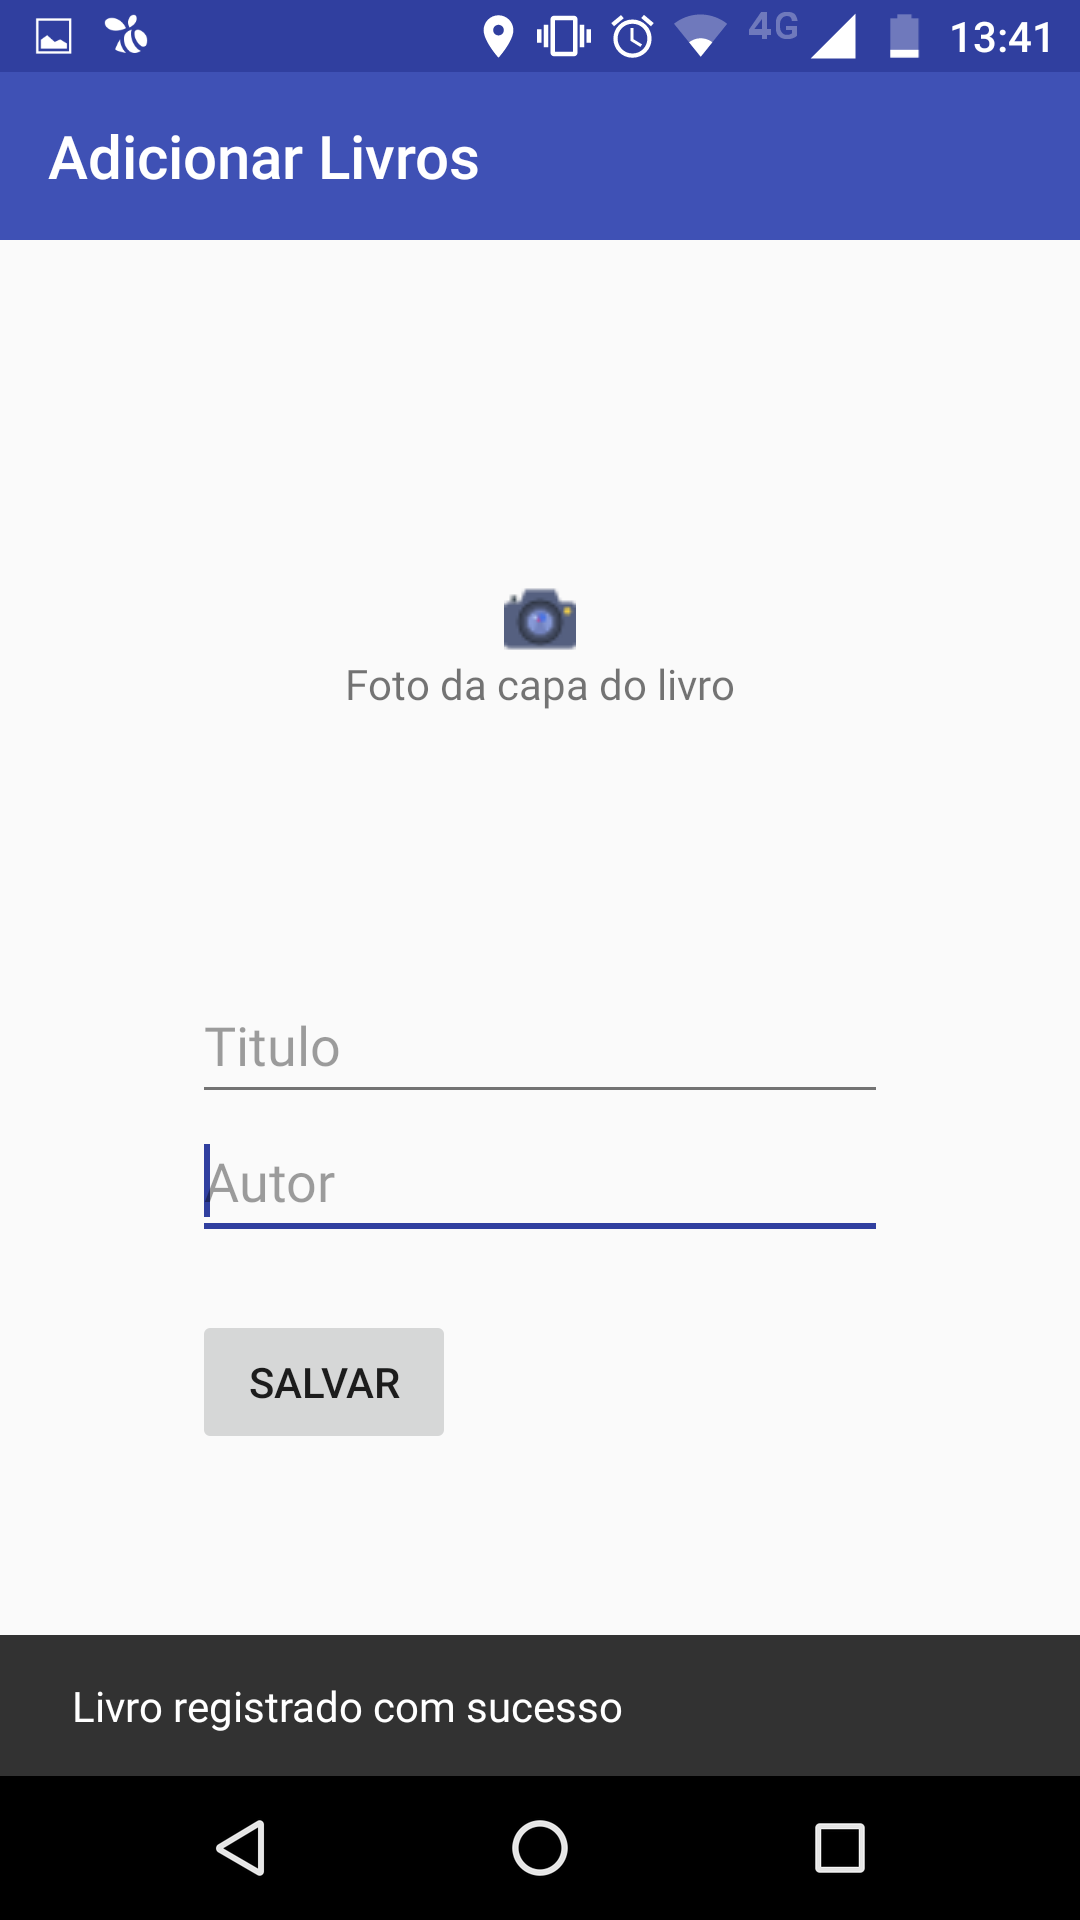 4G 13:41
Adicionar Livros
Foto da capa do livro
Titulo
Autor
SALVAR
Livro registrado com sucesso